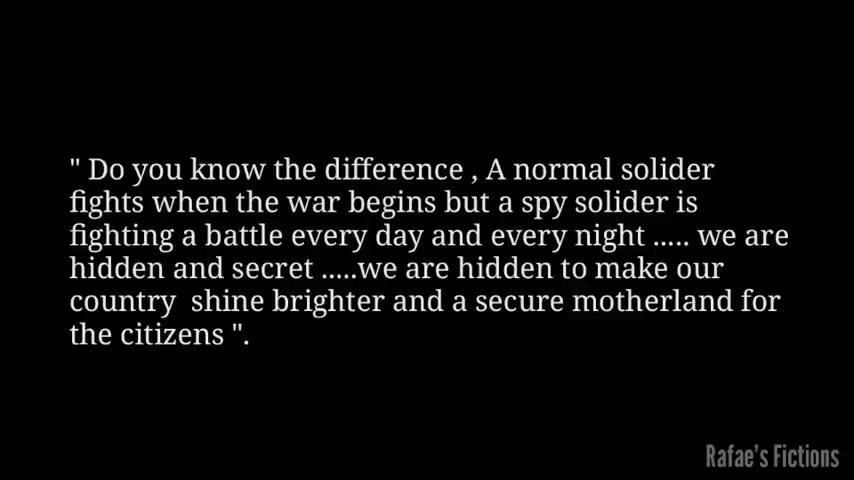 " Do you know the difference , A normal solider
fights when the war begins but a spy solider is
fighting a battle every day and every night ..... we are
hidden and secret .....we are hidden to make our
country  shine brighter and a secure motherland for
the citizens ".
Rafae's Fictions